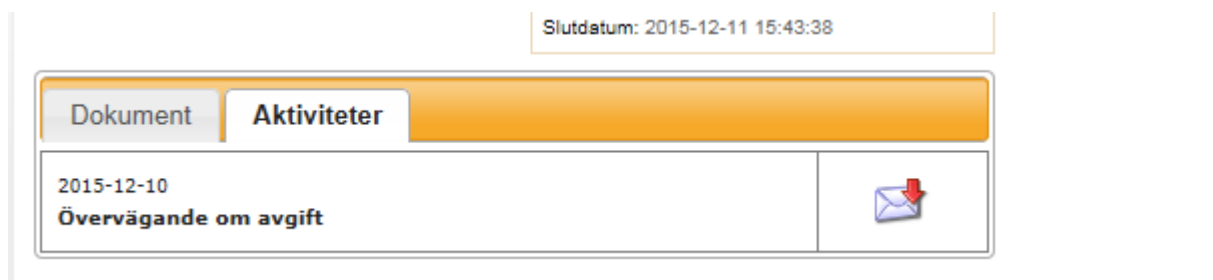 Slutdatum: 2015-12-11 15:43:38
Dokument
Aktiviteter
2015-12-10
Övervägande om avgift